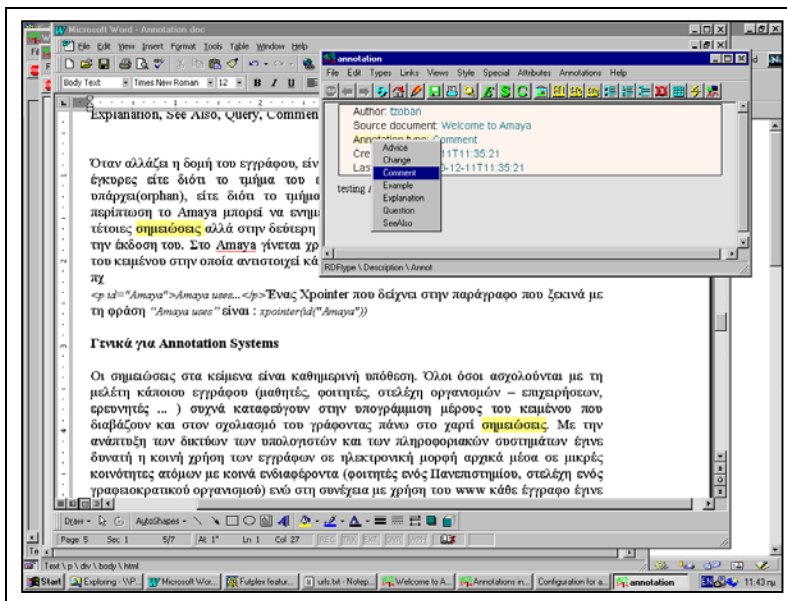 Microsoft Word - Annotation.doc
File Edit View Insert Format Tools Table Window Help
Body Text Times New Roman 12 B I U
Explanation, See Also, Query, Commen
Όταν αλλάζει η δομή του εγγράφου, είν
έγκυρες είτε διότι το τμήμα του ε
υπάρχει(orphan), είτε διότι το τμήμα
περίπτωση το Amaya μπορεί να ενημ
τέτοιες σημειώσεις αλλά στην δεύτερη
την έκδοση του. Στο Amaya γίνεται χρ
του κειμένου στην οποία αντιστοιχεί κά
πχ
<p id="Amaya">Amaya uses...</p>Ένας Xpointer που δείχνει στην παράγραφο που ξεκινά με
τη φράση "Amaya uses" είναι : xpointer(id("Amaya"))
Γενικά για Annotation Systems
Οι σημειώσεις στα κείμενα είναι καθημερινή υπόθεση. Όλοι όσοι ασχολούνται με τη
μελέτη κάποιου εγγράφου (μαθητές, φοιτητές, στελέχη οργανισμών – επιχειρήσεων,
ερευνητές ... ) συχνά καταφεύγουν στην υπογράμμιση μέρους του κειμένου που
διαβάζουν και στον σχολιασμό του γράφοντας πάνω στο χαρτί σημειώσεις. Με την
ανάπτυξη των δικτύων των υπολογιστών και των πληροφοριακών συστημάτων έγινε
δυνατή η κοινή χρήση των εγγράφων σε ηλεκτρονική μορφή αρχικά μέσα σε μικρές
κοινότητες ατόμων με κοινά ενδιαφέροντα (φοιτητές ενός Πανεπιστημίου, στελέχη ενός
γραφειοκρατικού οργανισμού) ενώ στη συνέχεια με χρήση του www κάθε έγγραφο έγινε
annotation
File Edit Types Links Views Style Special Attributes Annotations Help
Author: tzoban
Source document: Welcome to Amaya
Annotation type: Comment
Cre 11T11:35:21
Las 0-12-11T11:35:21
testing
Advice
Change
Comment
Example
Explanation
Question
SeeAlso
RDFtype \ Description \ Annot
Draw AutoShapes
Page 5 Sec 1 5/7 At 1" Ln 1 Col 27 REC TRK EXT OVR WPH
Text \ p \ div \ body \ html
Start Exploring - \\P... Microsoft Wor... Fulplex featur... urls.txt - Notep... Welcome to A... Annotations in... Configuration for a... annotation En 11:43 πμ